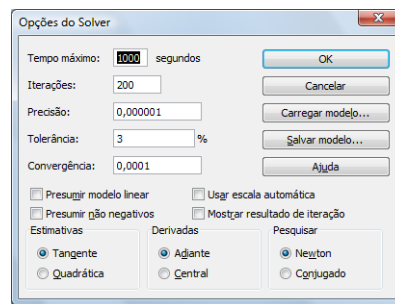 Opções do Solver
Tempo máximo: 1000 segundos OK
Iterações: 200 Cancelar
Precisão: 0,000001 Carregar modelo...
Tolerância: 3 % Salvar modelo...
Convergência: 0,0001 Ajuda
Presumir modelo linear Usar escala automática
Presumir não negativos Mostrar resultado de iteração
Estimativas Derivadas Pesquisar
Tangente Adiante Newton
Quadrática Central Conjugado